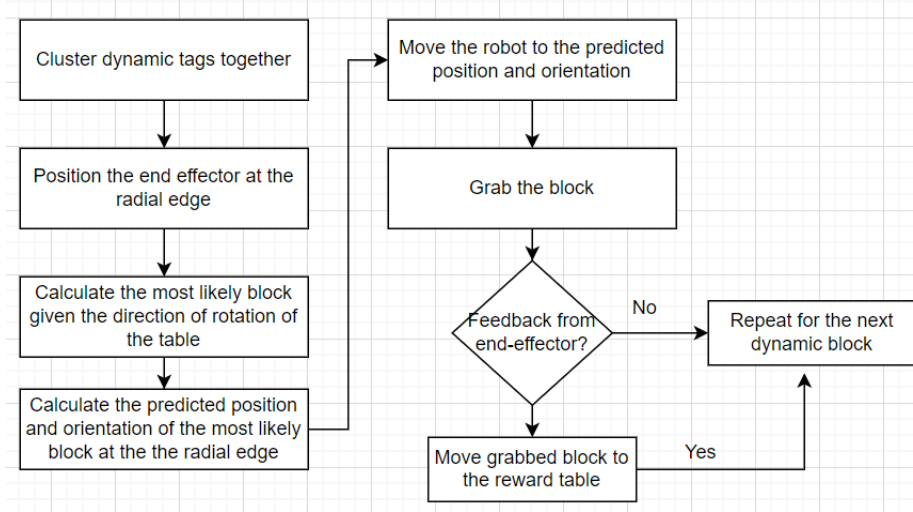 Cluster dynamic tags together
Position the end effector at the
radial edge
Calculate the most likely block
given the direction of rotation of
the table
Calculate the predicted position
and orientation of the most likely
block at the the radial edge
Move the robot to the predicted
position and orientation
Grab the block
Feedback from
end-effector?
No
Repeat for the next
dynamic block
Move grabbed block to
the reward table
Yes